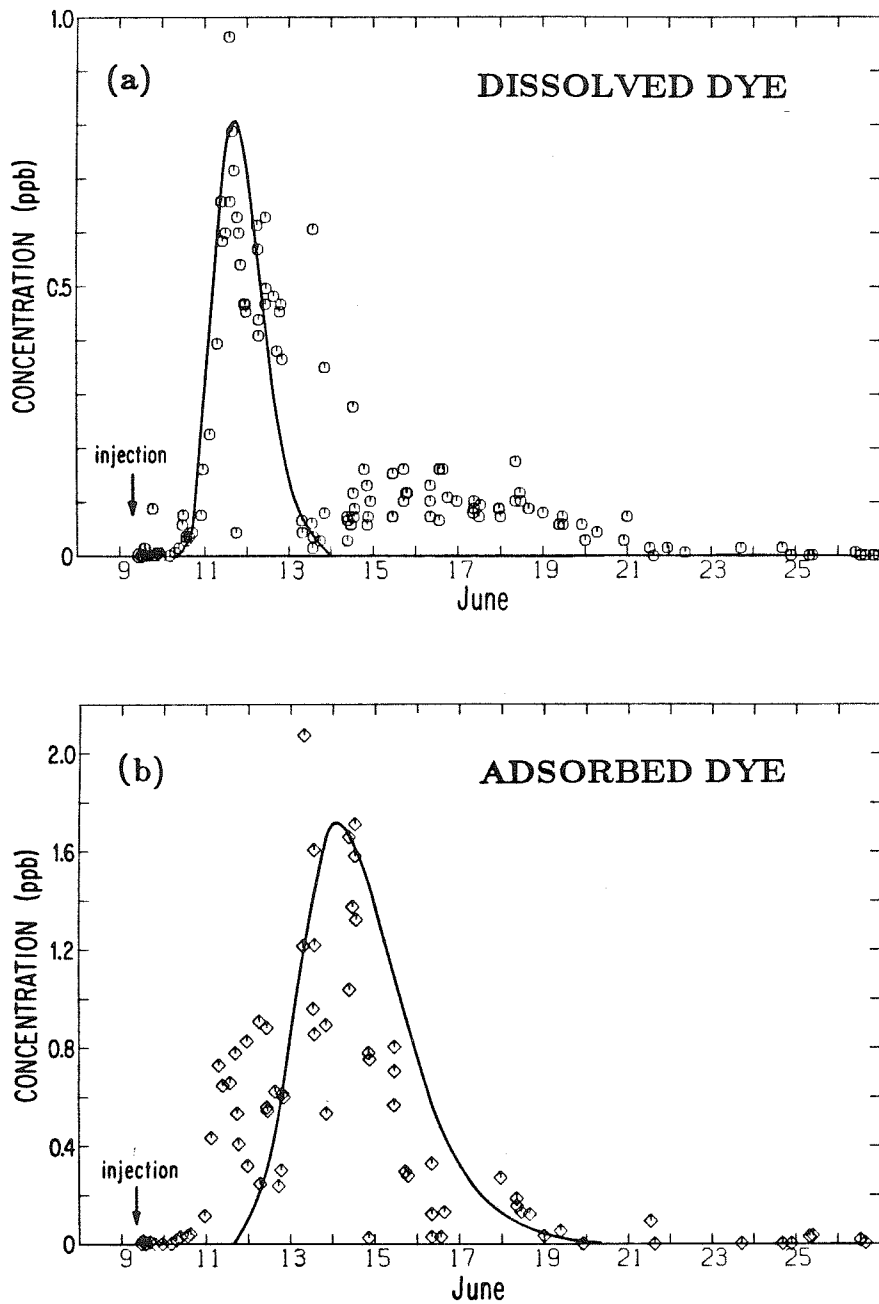 1.0
(a)
DISSOLVED DYE
CONCENTRATION (ppb)
0.5
injection
0
9 11 13 15 17 19 21 23 25
June
2.0
(b)
ADSORBED DYE
1.6
CONCENTRATION (ppb)
1.2
0.8
0.4
injection
0
9 11 13 15 17 19 21 23 25
June